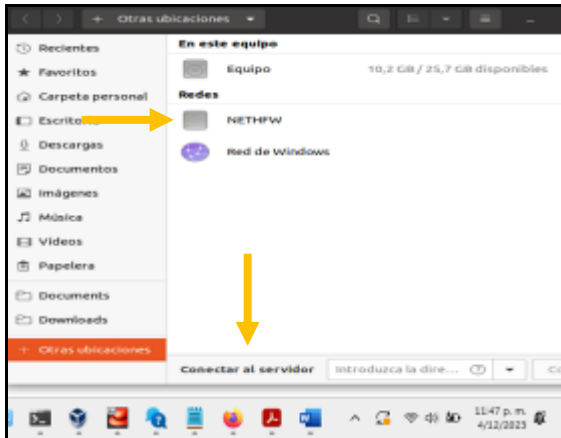 + Otras ubicaciones
Recientes
Favoritos
Carpeta personal
Escritorio
Descargas
Documentos
Imágenes
Música
Vídeos
Papelera
Documents
Downloads
+ Otras ubicaciones
En este equipo
Equipo 10,2 GB / 25,7 GB disponibles
Redes
NETHFW
Red de Windows
Conectar al servidor Introduzca la dire...
11:47 p. m.
4/12/2023